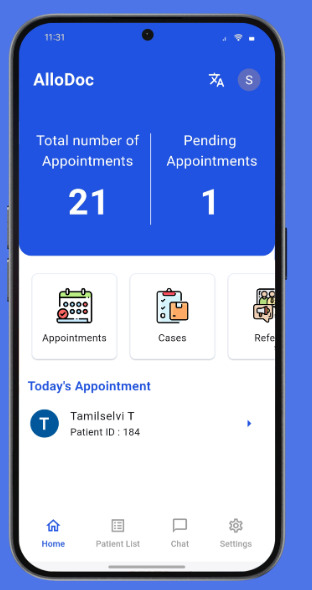 11:31
AlloDoc
S
Total number of
Appointments
21
Pending
Appointments
1
Appointments
Cases
Refe
Today's Appointment
T
Tamilselvi T
Patient ID : 184
Home
Patient List
Chat
Settings